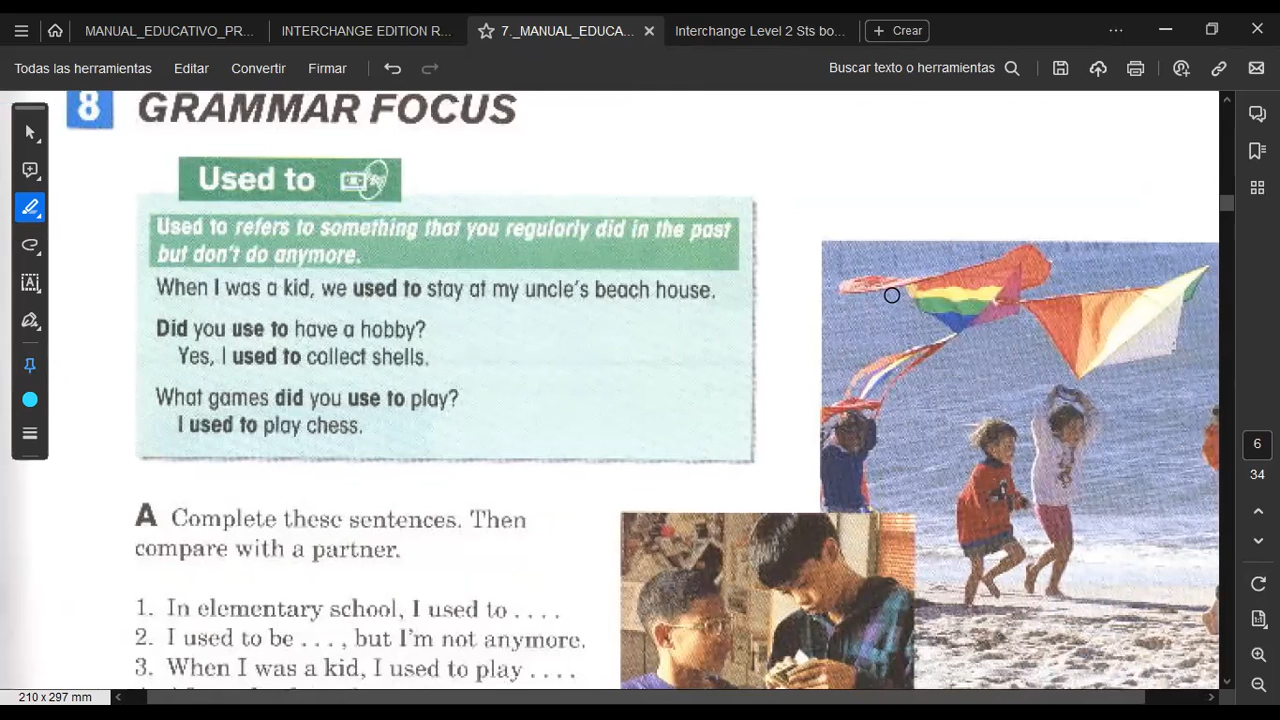 MANUAL_EDUCATIVO_PR...
INTERCHANGE EDITION R...
7._MANUAL_EDUCA...
Interchange Level 2 Sts bo...
+ Crear
Todas las herramientas
Editar
Convertir
Firmar
Buscar texto o herramientas
8 GRAMMAR FOCUS
Used to
Used to refers to something that you regularly did in the past
but don't do anymore.
When I was a kid, we used to stay at my uncle's beach house.
Did you use to have a hobby?
Yes, I used to collect shells.
What games did you use to play?
I used to play chess.
A Complete these sentences. Then
compare with a partner.
1. In elementary school, I used to . . . .
2. I used to be . . . , but I'm not anymore.
3. When I was a kid, I used to play . . . .
6
34
210 x 297 mm